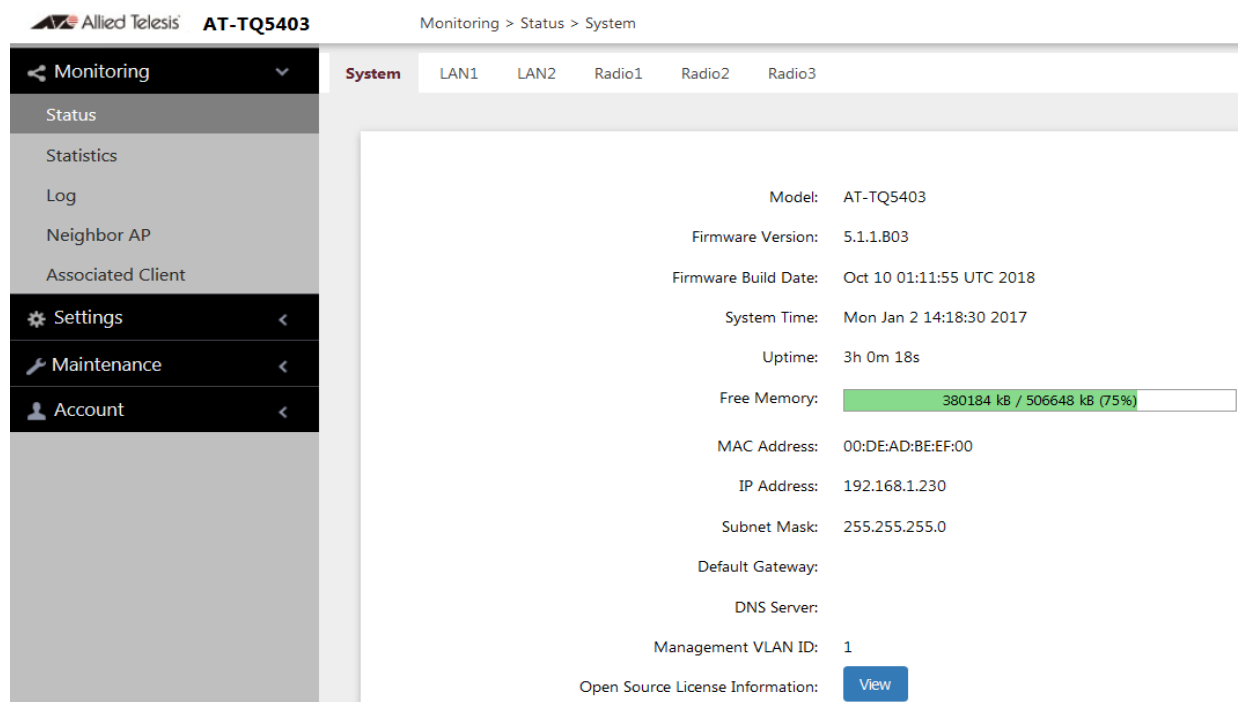 Allied Telesis AT-TQ5403 Monitoring > Status > System
Monitoring
System LAN1 LAN2 Radio1 Radio2 Radio3
Status
Statistics
Log
Neighbor AP
Associated Client
Settings
Maintenance
Account
Model: AT-TQ5403
Firmware Version: 5.1.1.B03
Firmware Build Date: Oct 10 01:11:55 UTC 2018
System Time: Mon Jan 2 14:18:30 2017
Uptime: 3h 0m 18s
Free Memory: 380184 kB / 506648 kB (75%)
MAC Address: 00:DE:AD:BE:EF:00
IP Address: 192.168.1.230
Subnet Mask: 255.255.255.0
Default Gateway:
DNS Server:
Management VLAN ID: 1
Open Source License Information: View